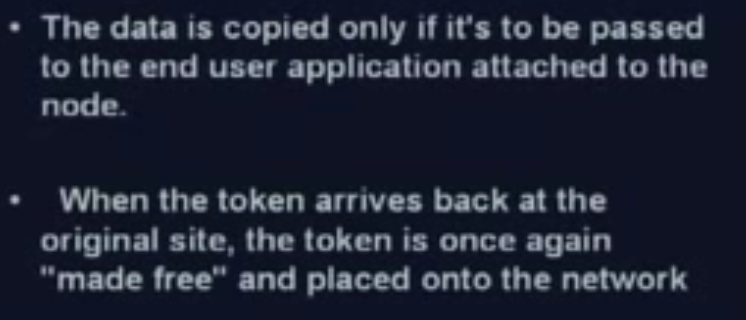 • The data is copied only if it's to be passed
to the end user application attached to the
node.
• When the token arrives back at the
original site, the token is once again
"made free" and placed onto the network